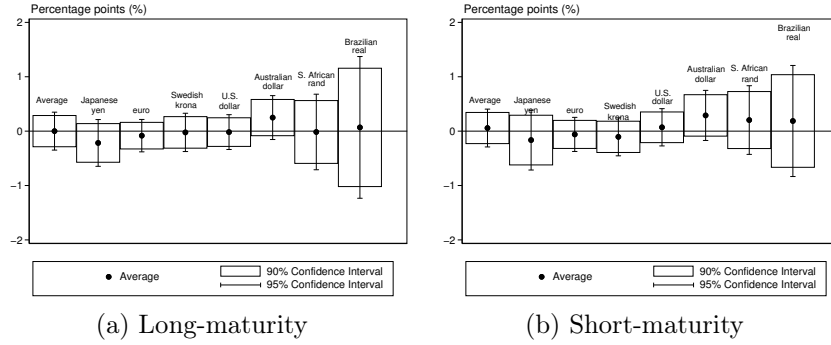 Percentage points (%)
2
1
0
−1
−2
Average
Japanese
yen
euro
Swedish
krona
U.S.
dollar
Australian
dollar
S. African
rand
Brazilian
real
Average
90% Confidence Interval
95% Confidence Interval
(a) Long-maturity
Percentage points (%)
2
1
0
−1
−2
Average
Japanese
yen
euro
Swedish
krona
U.S.
dollar
Australian
dollar
S. African
rand
Brazilian
real
Average
90% Confidence Interval
95% Confidence Interval
(b) Short-maturity